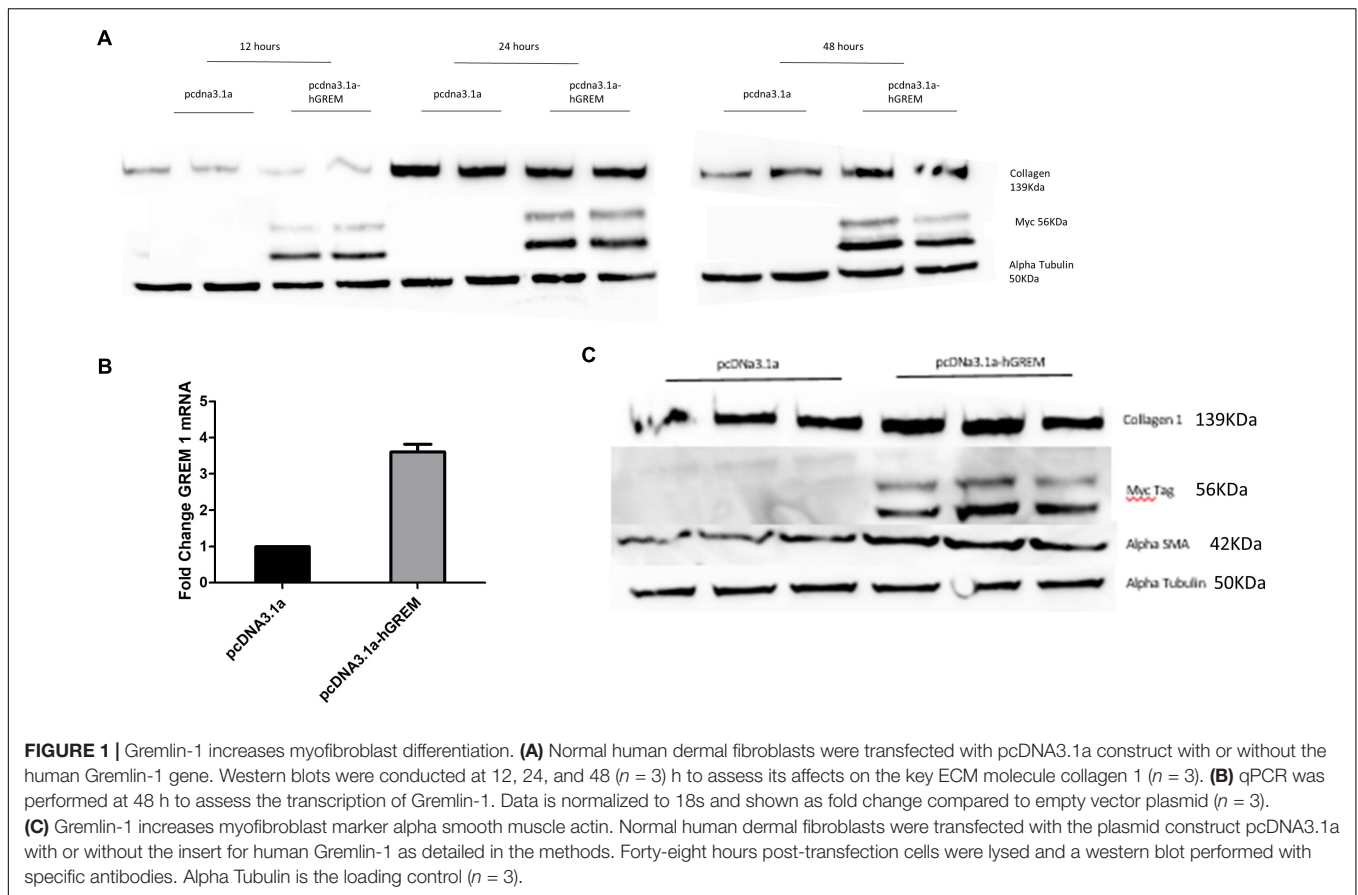 A
12 hours
24 hours
48 hours
pcdna3.1a
pcdna3.1a-
hGREM
pcdna3.1a
pcdna3.1a-
hGREM
pcdna3.1a
pcdna3.1a-
hGREM
Collagen
139Kda
Myc 56KDa
Alpha Tubulin
50KDa
B
Fold Change GREM 1 mRNA
5
4
3
2
1
0
pcDNA3.1a
pcDNA3.1a-hGREM
C
pcDNa3.1a
pcDNA3.1a-hGREM
Collagen 1 139KDa
Myc Tag 56KDa
Alpha SMA 42KDa
Alpha Tubulin 50KDa
FIGURE 1 | Gremlin-1 increases myofibroblast differentiation. (A) Normal human dermal fibroblasts were transfected with pcDNA3.1a construct with or without the
human Gremlin-1 gene. Western blots were conducted at 12, 24, and 48 (n = 3) h to assess its affects on the key ECM molecule collagen 1 (n = 3). (B) qPCR was
performed at 48 h to assess the transcription of Gremlin-1. Data is normalized to 18s and shown as fold change compared to empty vector plasmid (n = 3).
(C) Gremlin-1 increases myofibroblast marker alpha smooth muscle actin. Normal human dermal fibroblasts were transfected with the plasmid construct pcDNA3.1a
with or without the insert for human Gremlin-1 as detailed in the methods. Forty-eight hours post-transfection cells were lysed and a western blot performed with
specific antibodies. Alpha Tubulin is the loading control (n = 3).